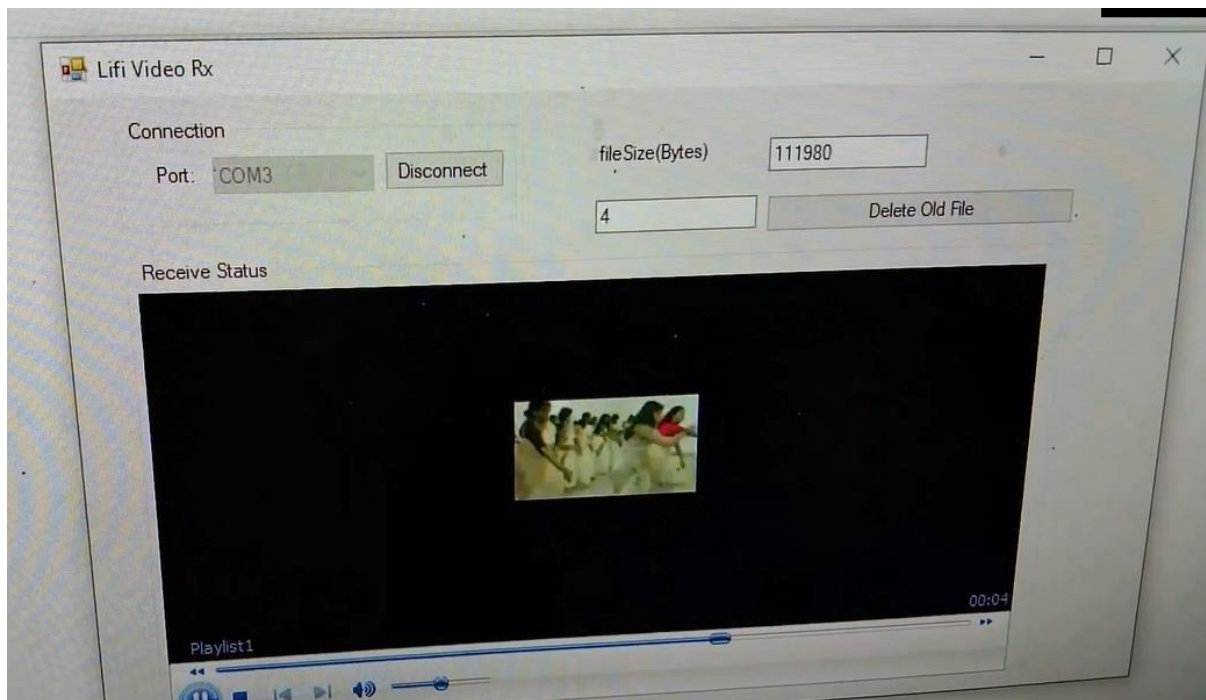 Lifi Video Rx
Connection
Port: COM3 Disconnect
fileSize(Bytes) 111980
4 Delete Old File
Receive Status
00:04
Playlist1